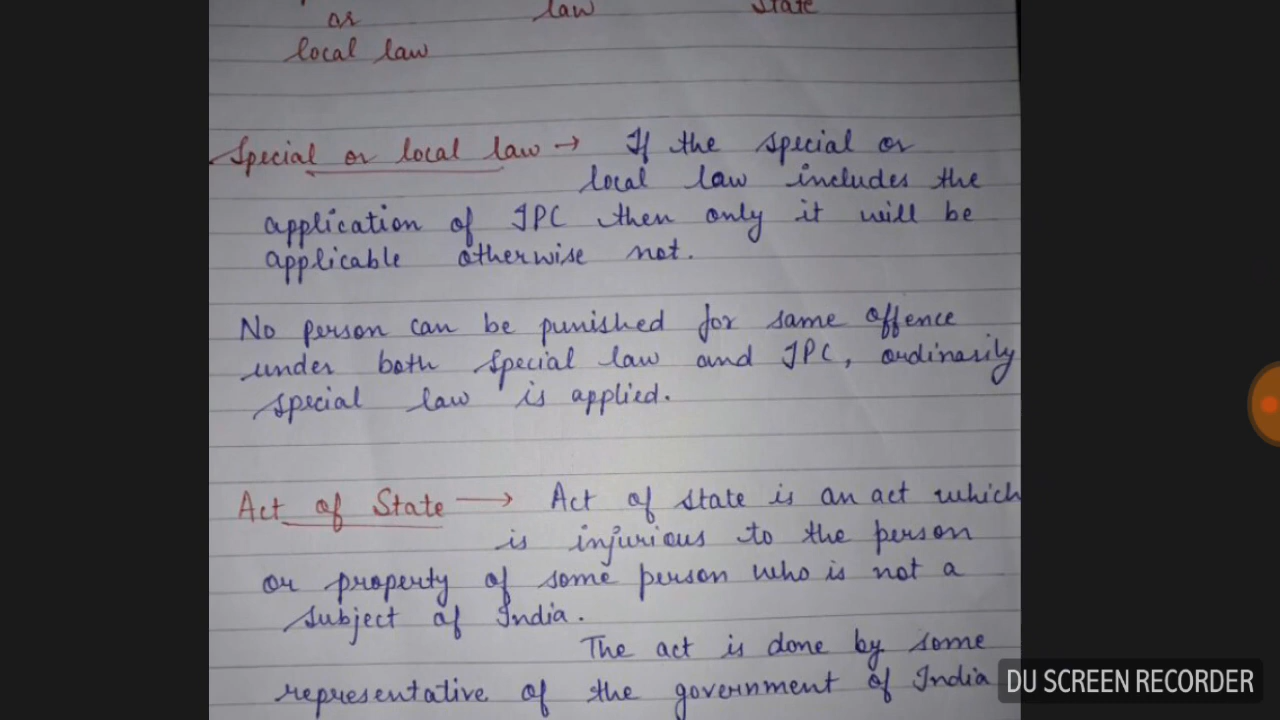 or law State
local law
Special or local law → If the special or
local law includes the
application of IPC then only it will be
applicable otherwise not.
No person can be punished for same offence
under both special law and IPC, ordinarily
special law is applied.
Act of State → Act of state is an act which
is injurious to the person
or property of some person who is not a
subject of India.
The act is done by some
representative of the government of India
DU SCREEN RECORDER